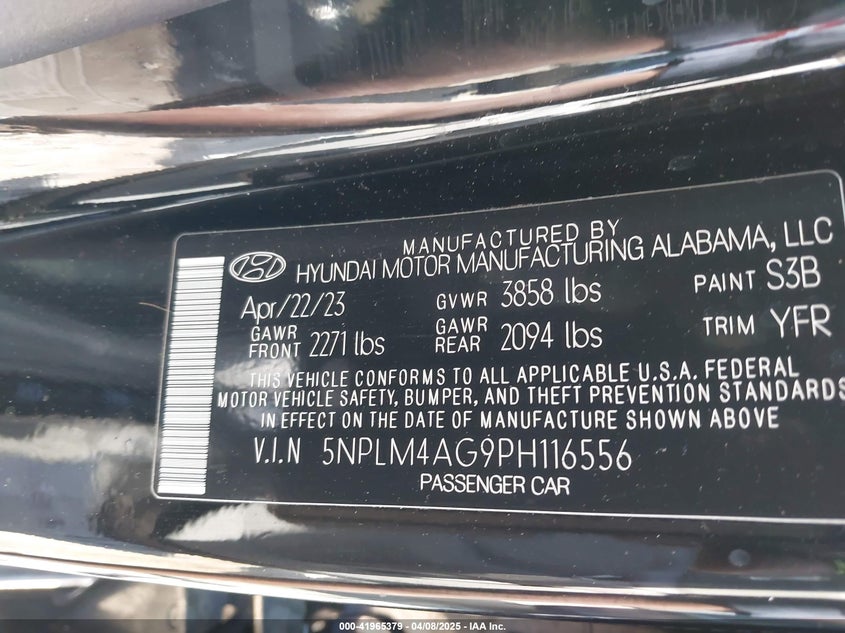 MANUFACTURED BY
HYUNDAI MOTOR MANUFACTURING ALABAMA, LLC
Apr/22/23 GVWR 3858 lbs PAINT S3B
GAWR FRONT 2271 lbs GAWR REAR 2094 lbs TRIM YFR
THIS VEHICLE CONFORMS TO ALL APPLICABLE U.S.A. FEDERAL
MOTOR VEHICLE SAFETY, BUMPER, AND THEFT PREVENTION STANDARDS
IN EFFECT ON THE DATE OF MANUFACTURE SHOWN ABOVE
V.I.N 5NPLM4AG9PH116556
PASSENGER CAR
000-41965379 - 04/08/2025 - IAA Inc.